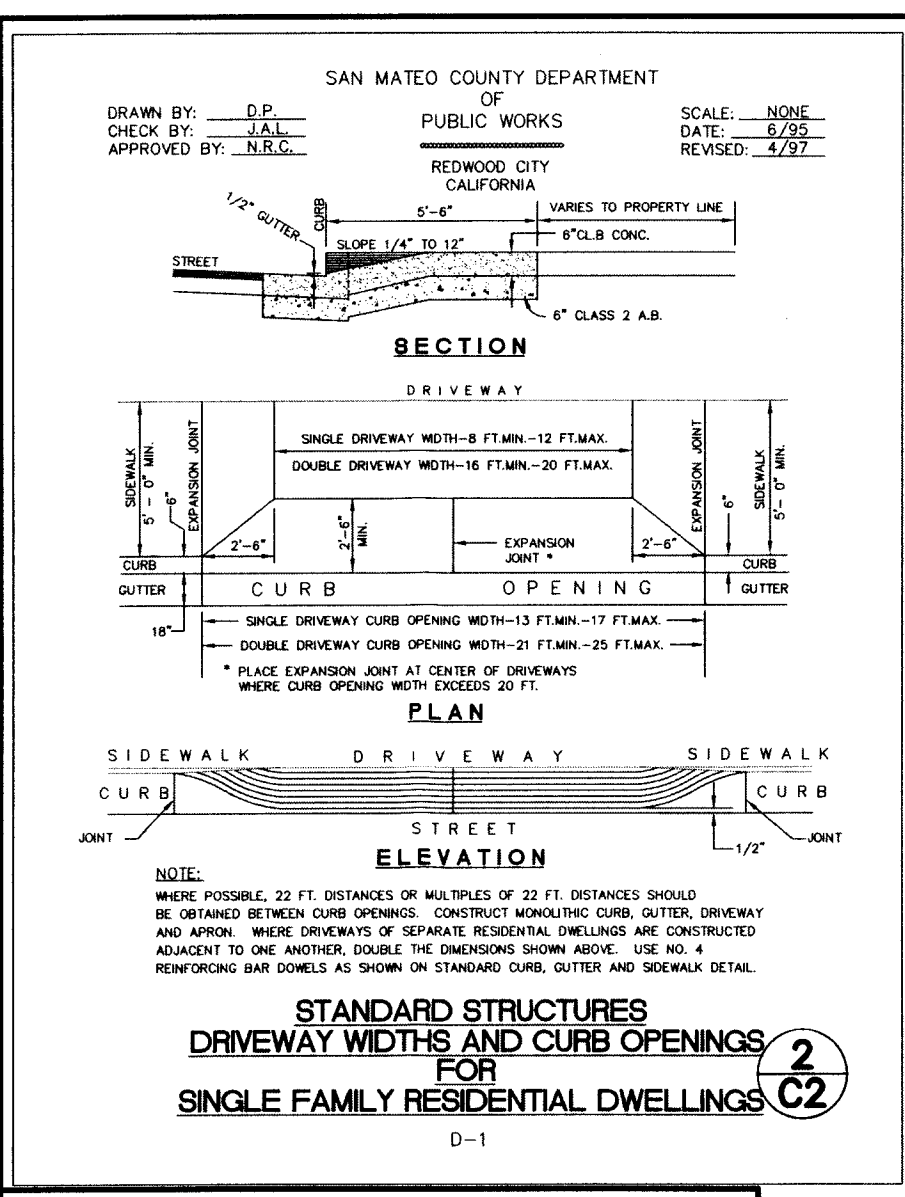 SAN MATEO COUNTY DEPARTMENT
OF
PUBLIC WORKS
REDWOOD CITY
CALIFORNIA
DRAWN BY: D.P.
CHECK BY: J.A.L.
APPROVED BY: N.R.C.
SCALE: NONE
DATE: 6/95
REVISED: 4/97
1/2" GUTTER
CURB
5'-6"
VARIES TO PROPERTY LINE
SLOPE 1/4" TO 12"
6"CL.B CONC.
STREET
6" CLASS 2 A.B.
SECTION
DRIVEWAY
SIDEWALK
5'-0" MIN.
6"
EXPANSION JOINT
SINGLE DRIVEWAY WIDTH-8 FT.MIN.-12 FT.MAX.
DOUBLE DRIVEWAY WIDTH-16 FT.MIN.-20 FT.MAX.
EXPANSION JOINT
6"
SIDEWALK
5'-0" MIN.
2'-6"
2'-6"
MIN.
EXPANSION
JOINT *
2'-6"
CURB
CURB
GUTTER
CURB OPENING
GUTTER
18"
SINGLE DRIVEWAY CURB OPENING WIDTH-13 FT.MIN.-17 FT.MAX.
DOUBLE DRIVEWAY CURB OPENING WIDTH-21 FT.MIN.-25 FT.MAX.
* PLACE EXPANSION JOINT AT CENTER OF DRIVEWAYS
WHERE CURB OPENING WIDTH EXCEEDS 20 FT.
PLAN
SIDEWALK DRIVEWAY SIDEWALK
CURB
CURB
JOINT
STREET
JOINT
1/2"
ELEVATION
NOTE:
WHERE POSSIBLE, 22 FT. DISTANCES OR MULTIPLES OF 22 FT. DISTANCES SHOULD
BE OBTAINED BETWEEN CURB OPENINGS. CONSTRUCT MONOLITHIC CURB, GUTTER, DRIVEWAY
AND APRON. WHERE DRIVEWAYS OF SEPARATE RESIDENTIAL DWELLINGS ARE CONSTRUCTED
ADJACENT TO ONE ANOTHER, DOUBLE THE DIMENSIONS SHOWN ABOVE. USE NO. 4
REINFORCING BAR DOWELS AS SHOWN ON STANDARD CURB, GUTTER AND SIDEWALK DETAIL.
STANDARD STRUCTURES
DRIVEWAY WIDTHS AND CURB OPENINGS
FOR
SINGLE FAMILY RESIDENTIAL DWELLINGS
2
C2
D-1